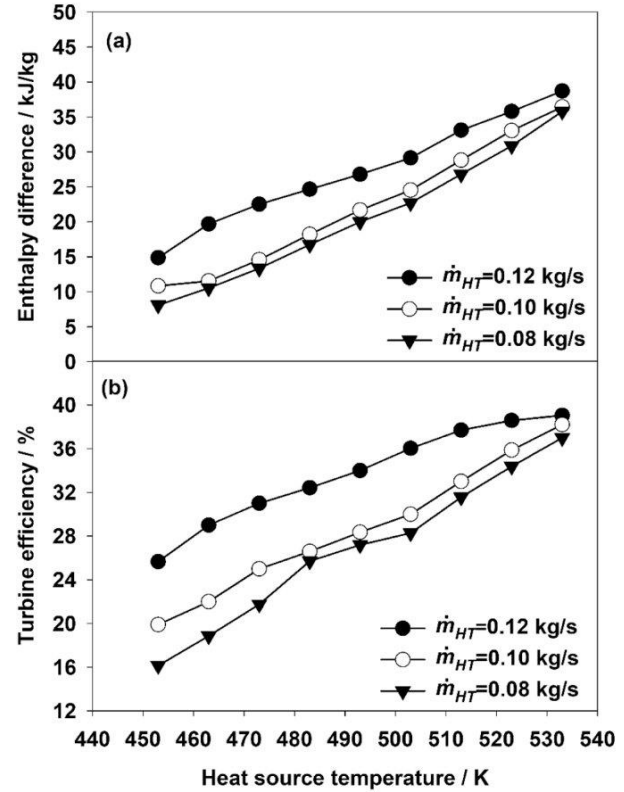 (a)
Enthalpy difference / kJ/kg
40
35
30
25
20
15
10
5
0
50
45
ṁHT=0.12 kg/s
ṁHT=0.10 kg/s
ṁHT=0.08 kg/s
(b)
Turbine efficiency / %
40
36
32
28
24
20
16
12
ṁHT=0.12 kg/s
ṁHT=0.10 kg/s
ṁHT=0.08 kg/s
440 450 460 470 480 490 500 510 520 530 540
Heat source temperature / K